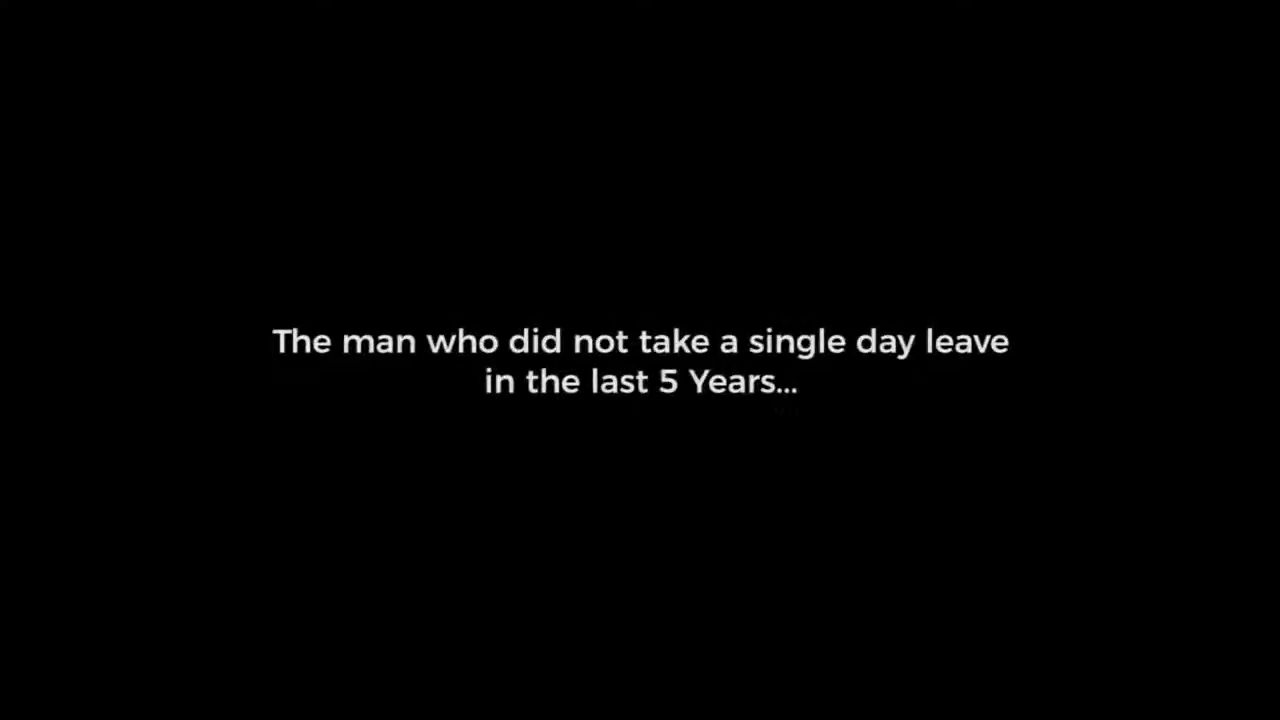 The man who did not take a single day leave
in the last 5 Years...